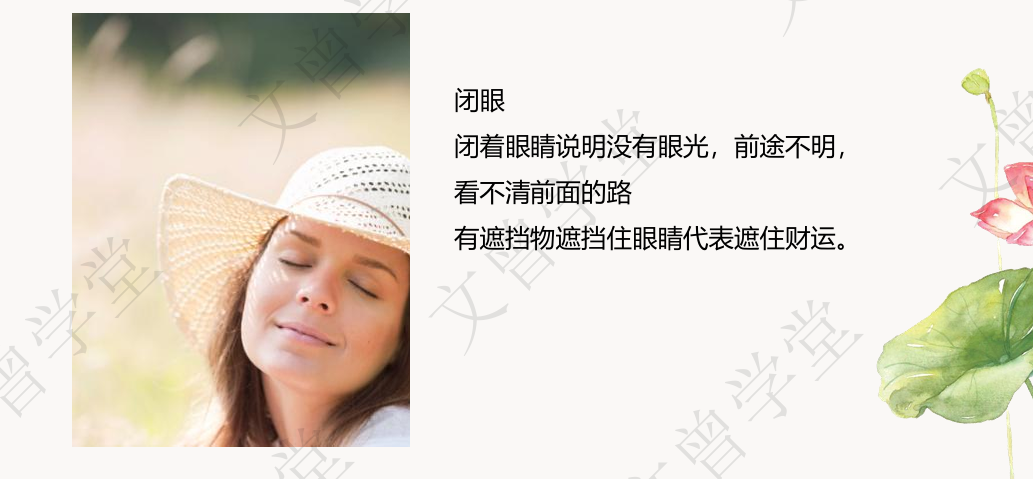 闭眼
闭着眼睛说明没有眼光，前途不明，
看不清前面的路
有遮挡物遮挡住眼睛代表遮住财运。
文曾学堂
文曾学堂
文曾学堂
文曾学堂